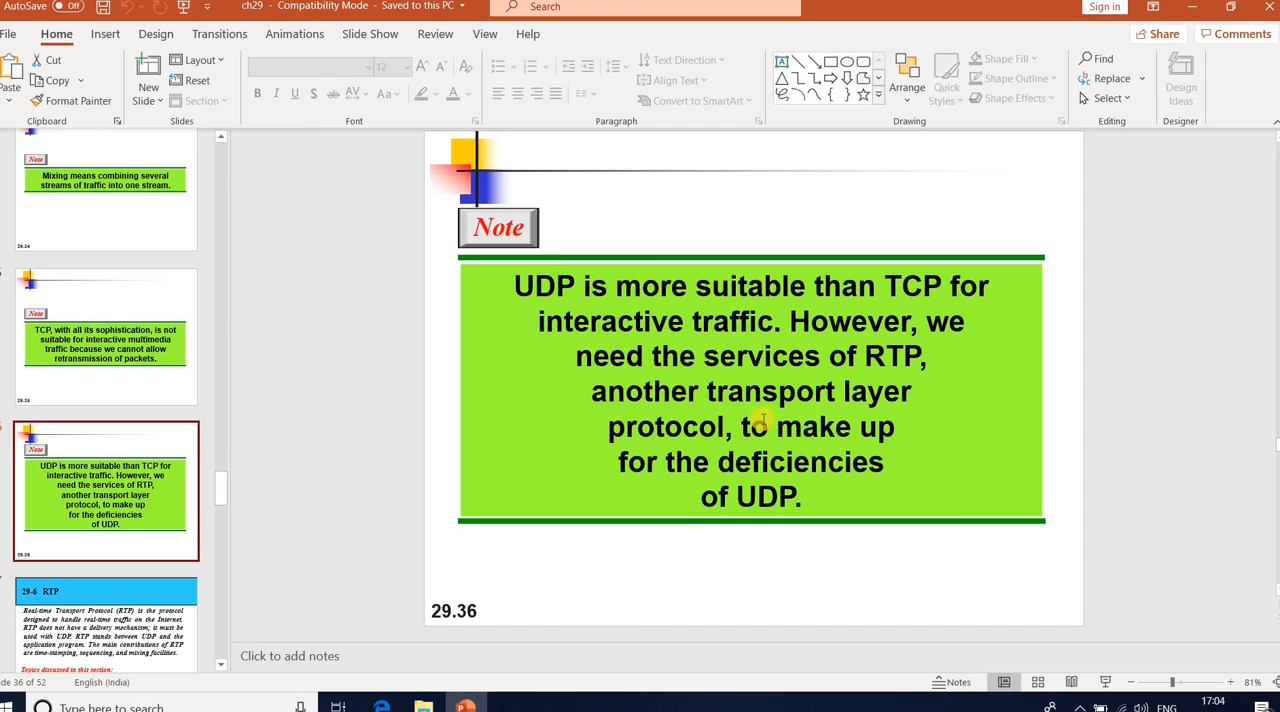 AutoSave Off ch29 - Compatibility Mode - Saved to this PC Search Sign in
File Home Insert Design Transitions Animations Slide Show Review View Help Share Comments
Paste Cut Copy Format Painter Clipboard
New Slide Layout Reset Section Slides
12 Font
Text Direction Align Text Convert to SmartArt Paragraph
Arrange Quick Styles Shape Fill Shape Outline Shape Effects Drawing
Find Replace Select Editing
Design Ideas Designer
Note
Mixing means combining several
streams of traffic into one stream.
29.34
Note
TCP, with all its sophistication, is not
suitable for interactive multimedia
traffic because we cannot allow
retransmission of packets.
29.35
Note
UDP is more suitable than TCP for
interactive traffic. However, we
need the services of RTP,
another transport layer
protocol, to make up
for the deficiencies
of UDP.
29.36
29-6 RTP
Real-time Transport Protocol (RTP) is the protocol
designed to handle real-time traffic on the Internet.
RTP does not have a delivery mechanism; it must be
used with UDP. RTP stands between UDP and the
application program. The main contributions of RTP
are time-stamping, sequencing, and mixing facilities.
Topics discussed in this section:
Note
UDP is more suitable than TCP for
interactive traffic. However, we
need the services of RTP,
another transport layer
protocol, to make up
for the deficiencies
of UDP.
29.36
Click to add notes
36 of 52 English (India) Notes 81%
Type here to search ENG 17:04